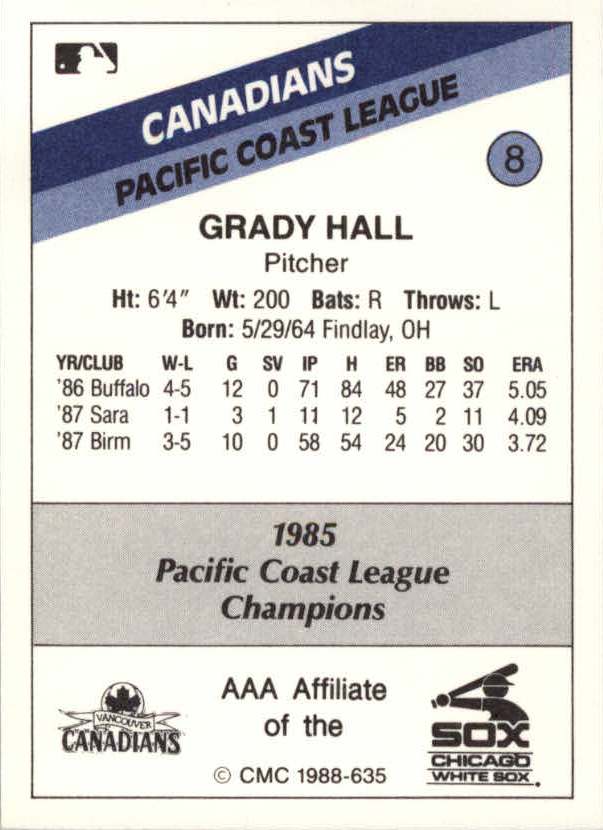 CANADIANS
PACIFIC COAST LEAGUE
8
GRADY HALL
Pitcher
Ht: 6'4" Wt: 200 Bats: R Throws: L
Born: 5/29/64 Findlay, OH
YR/CLUB W-L G SV IP H ER BB SO ERA
'86 Buffalo 4-5 12 0 71 84 48 27 37 5.05
'87 Sara 1-1 3 1 11 12 5 2 11 4.09
'87 Birm 3-5 10 0 58 54 24 20 30 3.72
1985
Pacific Coast League
Champions
VANCOUVER
CANADIANS
AAA Affiliate
of the
© CMC 1988-635
SOX
CHICAGO
WHITE SOX